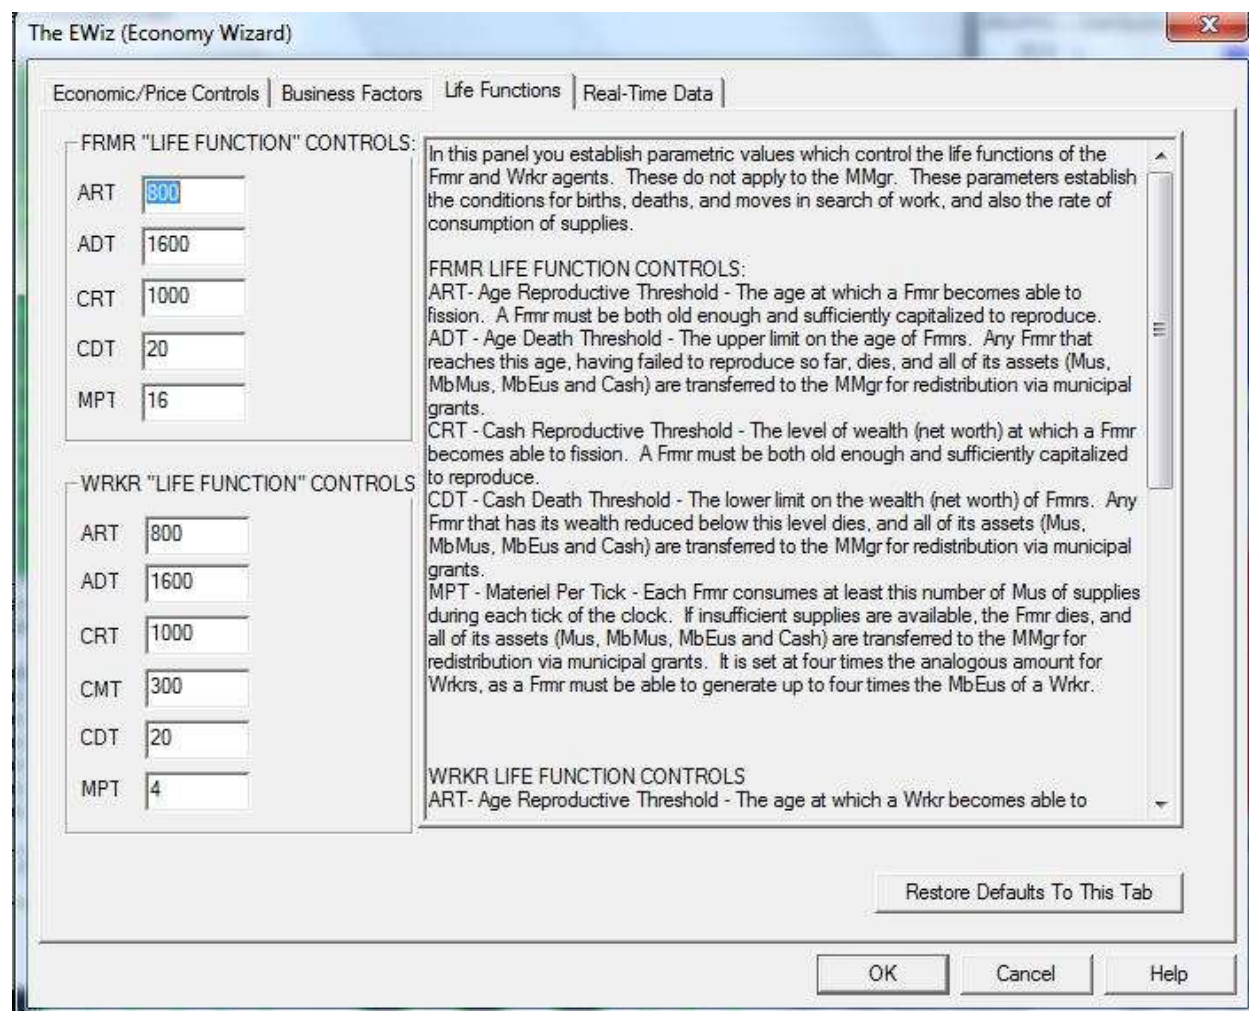 The EWiz (Economy Wizard)
Economic/Price Controls
Business Factors
Life Functions
Real-Time Data
FRMR "LIFE FUNCTION" CONTROLS:
ART 800
ADT 1600
CRT 1000
CDT 20
MPT 16
WRKR "LIFE FUNCTION" CONTROLS
ART 800
ADT 1600
CRT 1000
CMT 300
CDT 20
MPT 4
In this panel you establish parametric values which control the life functions of the
Frmr and Wrkr agents. These do not apply to the MMgr. These parameters establish
the conditions for births, deaths, and moves in search of work, and also the rate of
consumption of supplies.
FRMR LIFE FUNCTION CONTROLS:
ART- Age Reproductive Threshold - The age at which a Frmr becomes able to
fission. A Frmr must be both old enough and sufficiently capitalized to reproduce.
ADT - Age Death Threshold - The upper limit on the age of Frmrs. Any Frmr that
reaches this age, having failed to reproduce so far, dies, and all of its assets (Mus,
MbMus, MbEus and Cash) are transferred to the MMgr for redistribution via municipal
grants.
CRT - Cash Reproductive Threshold - The level of wealth (net worth) at which a Frmr
becomes able to fission. A Frmr must be both old enough and sufficiently capitalized
to reproduce.
CDT - Cash Death Threshold - The lower limit on the wealth (net worth) of Frmrs. Any
Frmr that has its wealth reduced below this level dies, and all of its assets (Mus,
MbMus, MbEus and Cash) are transferred to the MMgr for redistribution via municipal
grants.
MPT - Materiel Per Tick - Each Frmr consumes at least this number of Mus of supplies
during each tick of the clock. If insufficient supplies are available, the Frmr dies, and
all of its assets (Mus, MbMus, MbEus and Cash) are transferred to the MMgr for
redistribution via municipal grants. It is set at four times the analogous amount for
Wrkrs, as a Frmr must be able to generate up to four times the MbEus of a Wrkr.
WRKR LIFE FUNCTION CONTROLS
ART- Age Reproductive Threshold - The age at which a Wrkr becomes able to
Restore Defaults To This Tab
OK
Cancel
Help